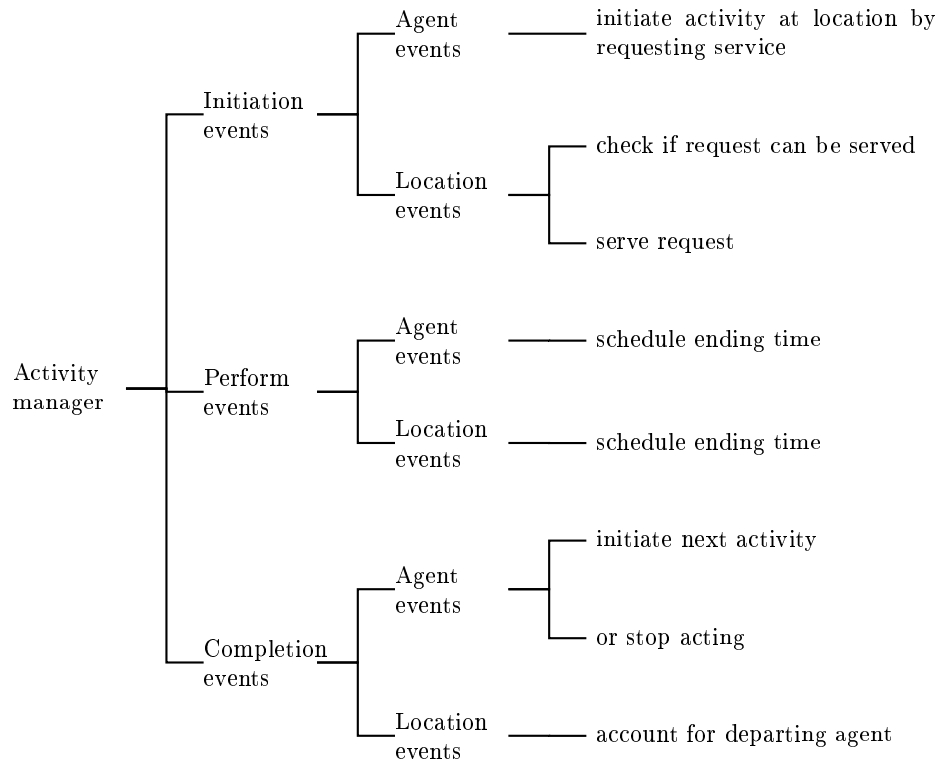 Agent
events
initiate activity at location by
requesting service
Initiation
events
check if request can be served
Location
events
serve request
Agent
events
schedule ending time
Activity
manager
Perform
events
Location
events
schedule ending time
initiate next activity
Agent
events
or stop acting
Completion
events
Location
events
account for departing agent